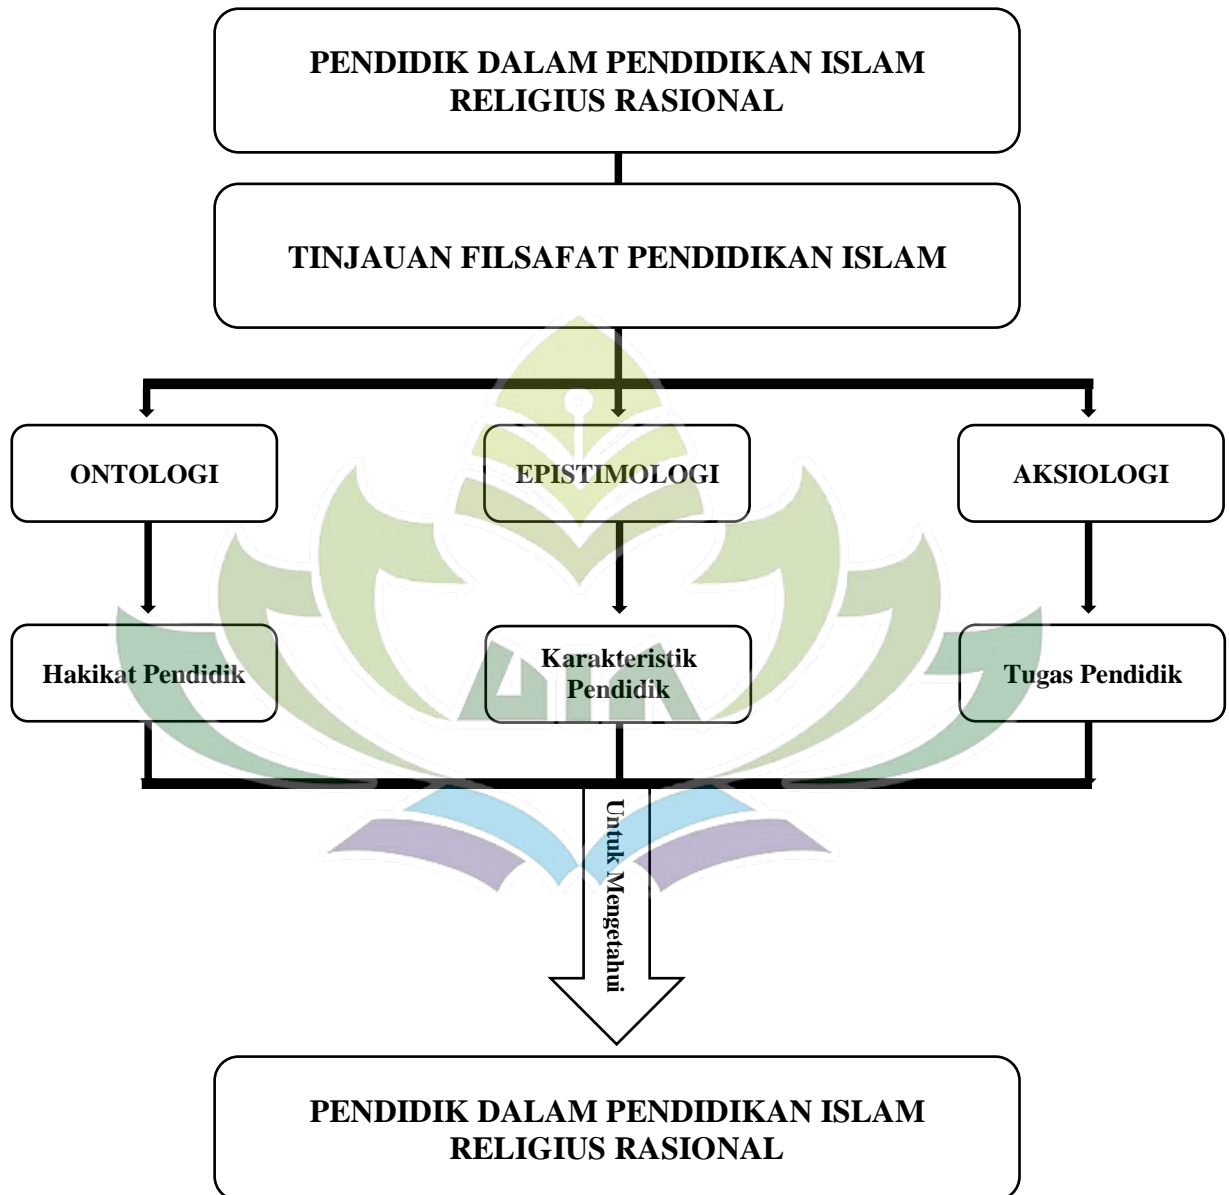 PENDIDIK DALAM PENDIDIKAN ISLAM
RELIGIUS RASIONAL
TINJAUAN FILSAFAT PENDIDIKAN ISLAM
ONTOLOGI
EPISTIMOLOGI
AKSIOLOGI
Hakikat Pendidik
Karakteristik
Pendidik
Tugas Pendidik
Untuk Mengetahui
PENDIDIK DALAM PENDIDIKAN ISLAM
RELIGIUS RASIONAL